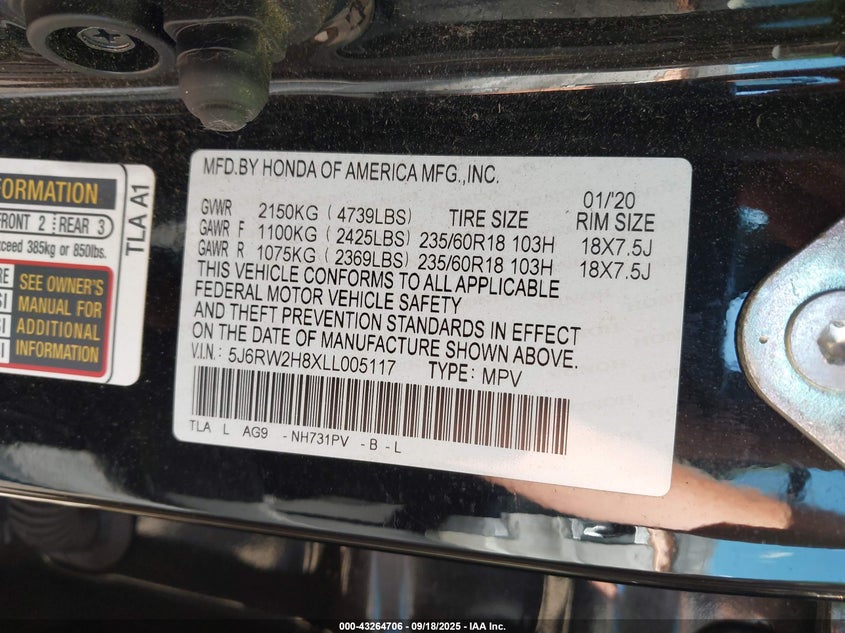 FORMATION
FRONT 2 REAR 3
exceed 385kg or 850lbs.
SEE OWNER'S
MANUAL FOR
ADDITIONAL
INFORMATION
TLA A1
MFD.BY HONDA OF AMERICA MFG.,INC.
01/'20
GVWR 2150KG ( 4739LBS) TIRE SIZE RIM SIZE
GAWR F 1100KG ( 2425LBS) 235/60R18 103H 18X7.5J
GAWR R 1075KG ( 2369LBS) 235/60R18 103H 18X7.5J
THIS VEHICLE CONFORMS TO ALL APPLICABLE
FEDERAL MOTOR VEHICLE SAFETY
AND THEFT PREVENTION STANDARDS IN EFFECT
ON THE DATE OF MANUFACTURE SHOWN ABOVE.
V.I.N.: 5J6RW2H8XLL005117 TYPE: MPV
TLA L AG9 -NH731PV -B -L
000-43264706 - 09/18/2025 - IAA Inc.